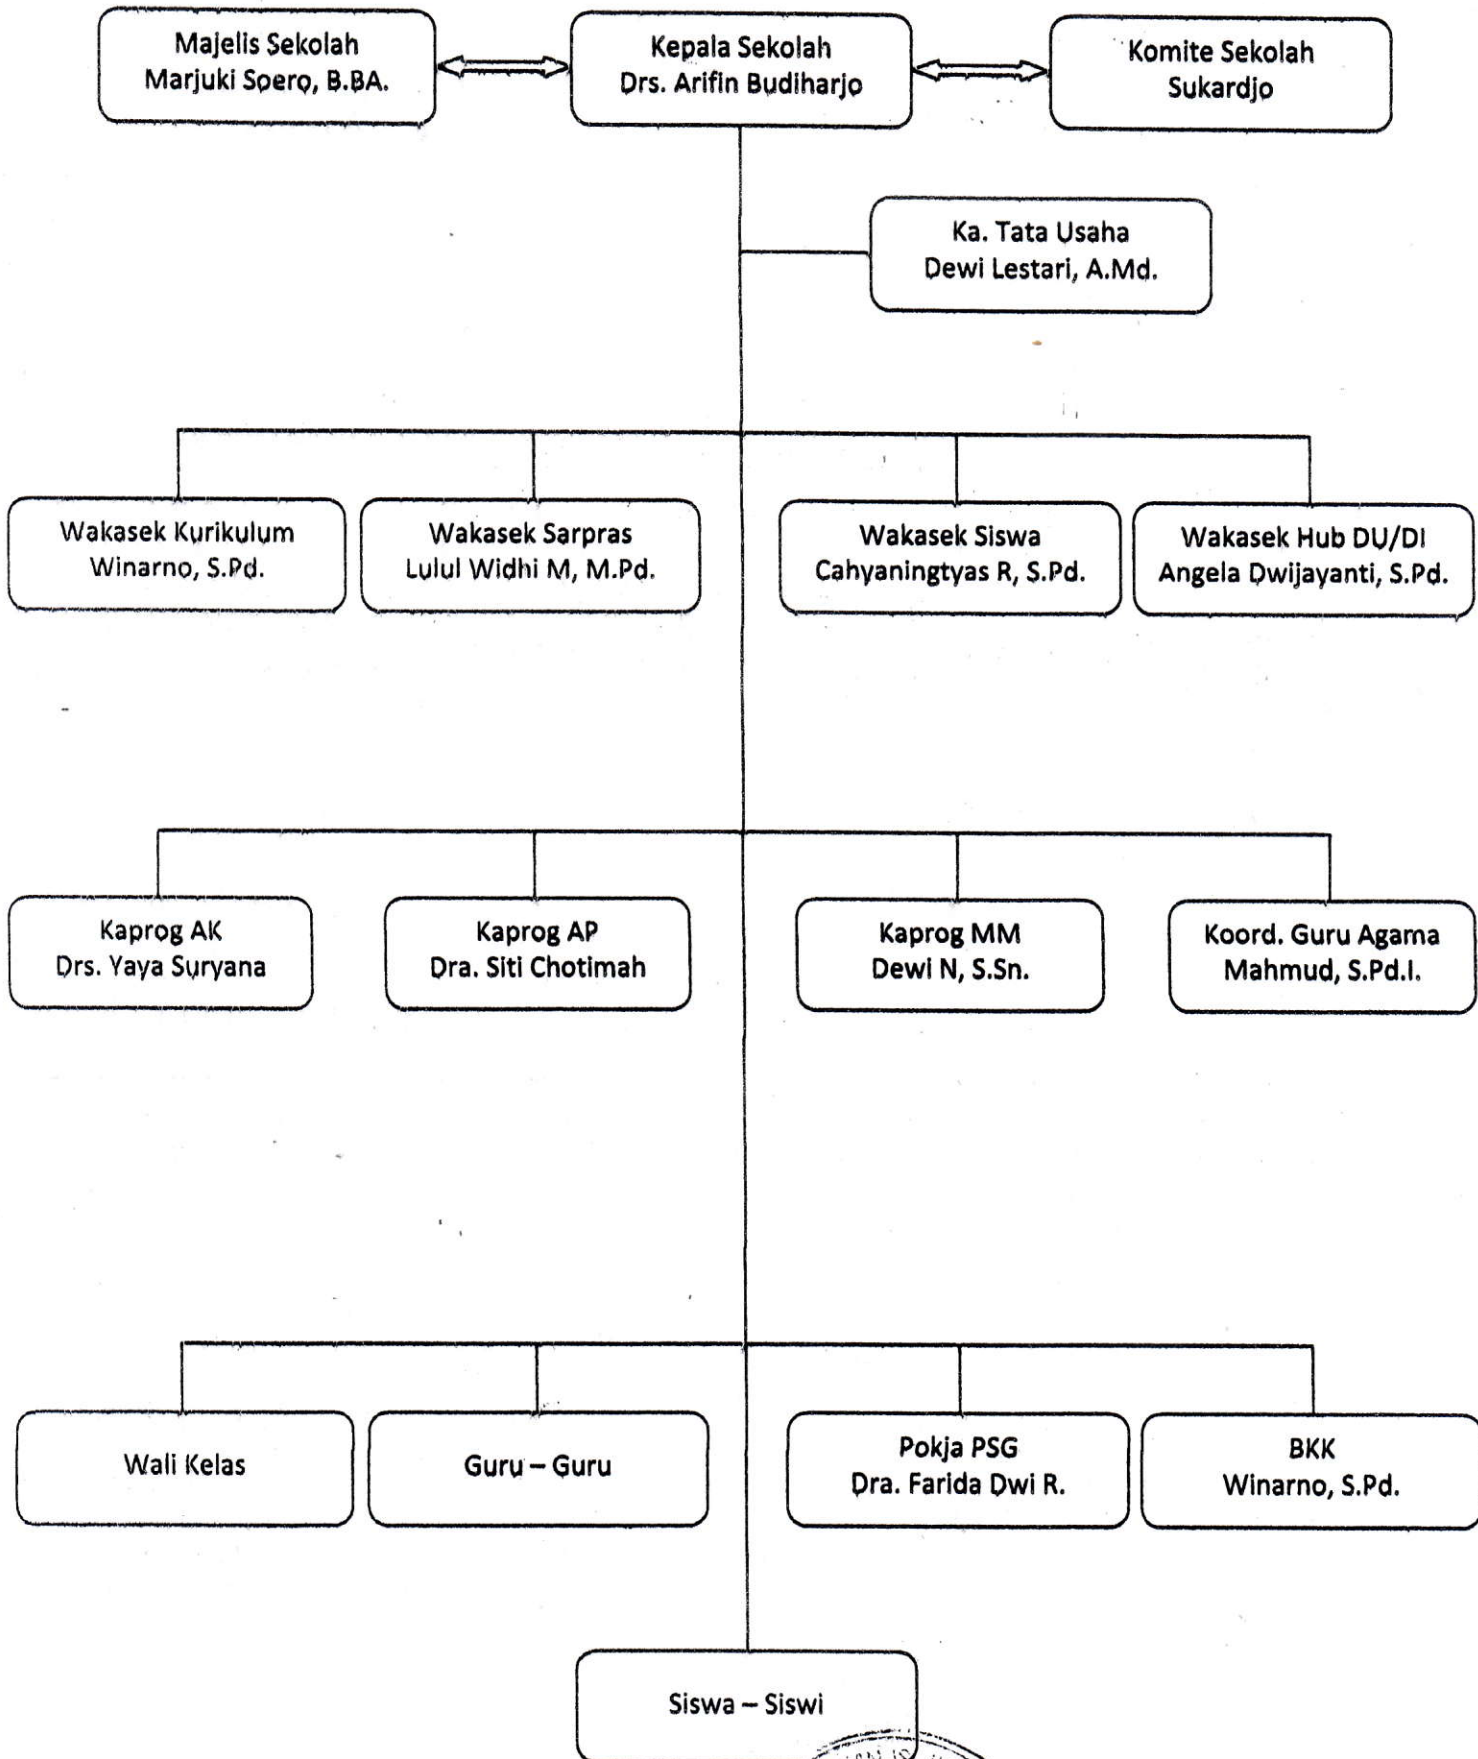 Majelis Sekolah
Marjuki Soero, B.BA.
Kepala Sekolah
Drs. Arifin Budiharjo
Komite Sekolah
Sukardjo
Ka. Tata Usaha
Dewi Lestari, A.Md.
Wakasek Kurikulum
Winarno, S.Pd.
Wakasek Sarpras
Lulul Widhi M, M.Pd.
Wakasek Siswa
Cahyaningtyas R, S.Pd.
Wakasek Hub DU/DI
Angela Dwijayanti, S.Pd.
Kaprog AK
Drs. Yaya Suryana
Kaprog AP
Dra. Siti Chotimah
Kaprog MM
Dewi N, S.Sn.
Koord. Guru Agama
Mahmud, S.Pd.I.
Wali Kelas
Guru – Guru
Pokja PSG
Dra. Farida Dwi R.
BKK
Winarno, S.Pd.
Siswa – Siswi